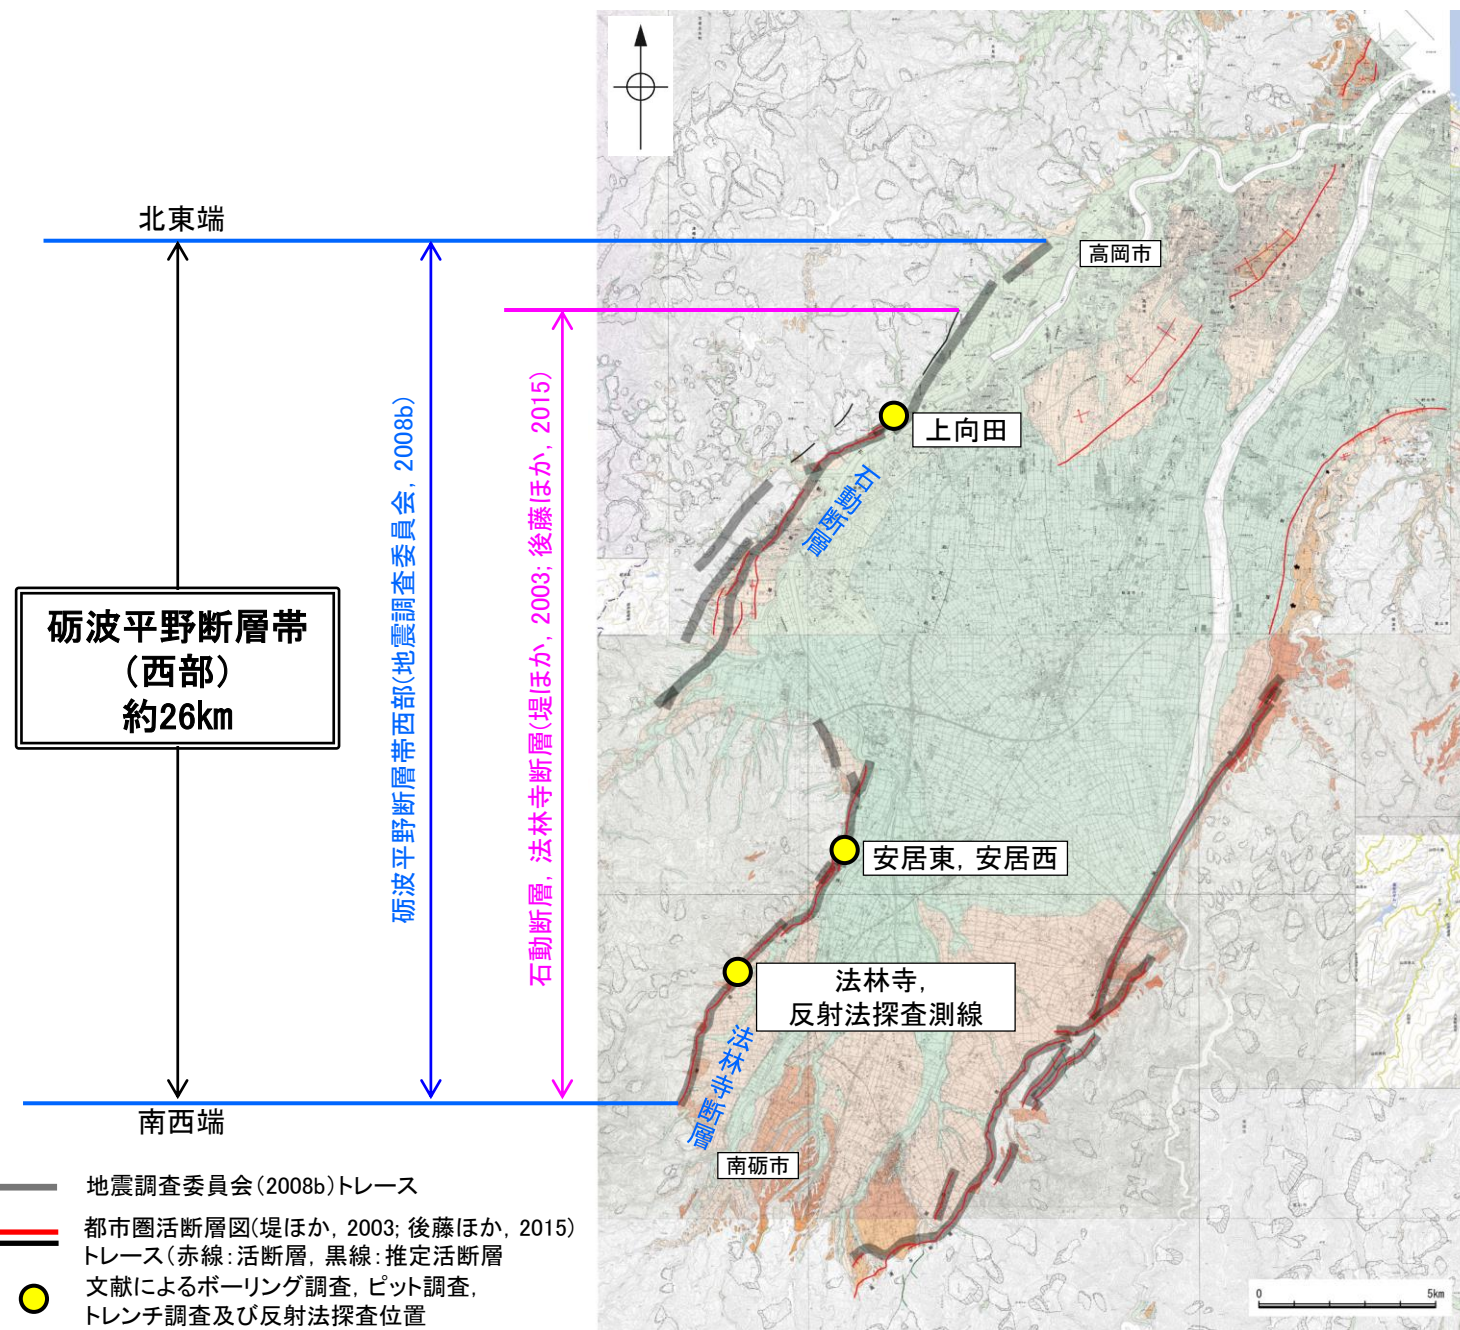 北東端
高岡市
上向田
石動断層
砺波平野断層帯
(西部)
約26km
砺波平野断層帯西部(地震調査委員会, 2008b)
石動断層, 法林寺断層(堤ほか, 2003; 後藤ほか, 2015)
安居東, 安居西
法林寺,
反射法探査測線
法林寺断層
南西端
南砺市
地震調査委員会(2008b)トレース
都市圏活断層図(堤ほか, 2003; 後藤ほか, 2015)
トレース(赤線:活断層, 黒線:推定活断層
文献によるボーリング調査, ピット調査,
トレンチ調査及び反射法探査位置
0 5km